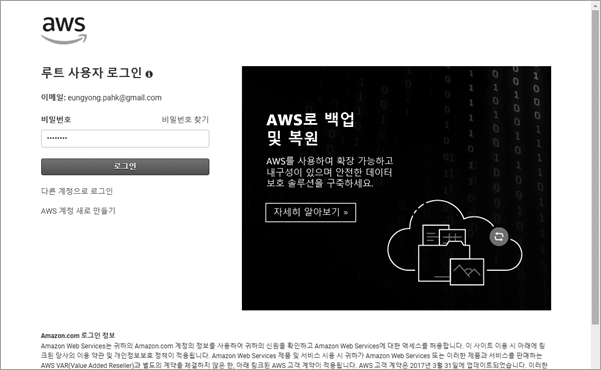 aws
루트 사용자 로그인
이메일: eungyong.pahk@gmail.com
비밀번호 비밀번호 찾기
••••••••
로그인
다른 계정으로 로그인
AWS 계정 새로 만들기
AWS로 백업
및 복원
AWS를 사용하여 확장 가능하고
내구성이 있으며 안전한 데이터
보호 솔루션을 구축하세요.
자세히 알아보기 »
Amazon.com 로그인 정보
Amazon Web Services는 귀하의 Amazon.com 계정의 정보를 사용하여 귀하의 신원을 확인하고 Amazon Web Services에 대한 액세스를 허용합니다. 이 사이트 이용 시 아래에 링
크된 당사의 이용 약관 및 개인정보보호 정책이 적용됩니다. Amazon Web Services 제품 및 서비스 사용 시 귀하가 Amazon Web Services 또는 이러한 제품과 서비스를 판매하는
AWS VAR(Value Added Reseller)과 별도의 계약을 체결하지 않은 한, 아래 링크된 AWS 고객 계약이 적용됩니다. AWS 고객 계약은 2017년 3월 31일에 업데이트되었습니다. 이러한